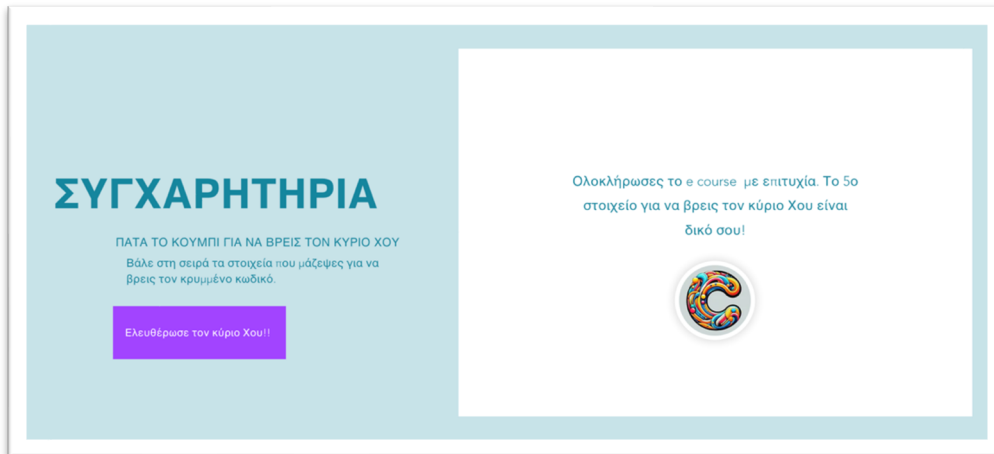 ΣΥΓΧΑΡΗΤΗΡΙΑ
ΠΑΤΑ ΤΟ ΚΟΥΜΠΙ ΓΙΑ ΝΑ ΒΡΕΙΣ ΤΟΝ ΚΥΡΙΟ ΧΟΥ
Βάλε στη σειρά τα στοιχεία που μάζεψες για να
βρεις τον κρυμμένο κωδικό.
Ελευθέρωσε τον κύριο Χου!!
Ολοκλήρωσες το e course με επιτυχία. Το 5ο
στοιχείο για να βρεις τον κύριο Χου είναι
δικό σου!
C